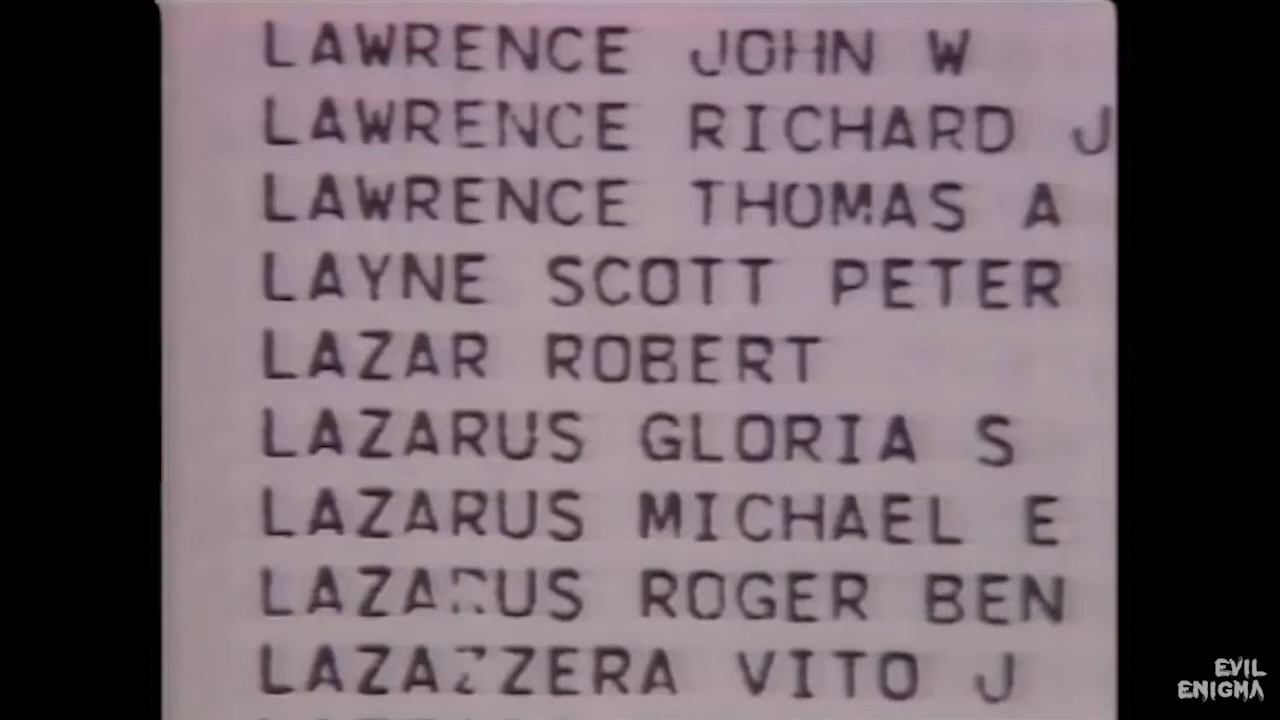 LAWRENCE JOHN W
LAWRENCE RICHARD J
LAWRENCE THOMAS A
LAYNE SCOTT PETER
LAZAR ROBERT
LAZARUS GLORIA S
LAZARUS MICHAEL E
LAZARUS ROGER BEN
LAZAZZERA VITO J
EVIL
ENIGMA